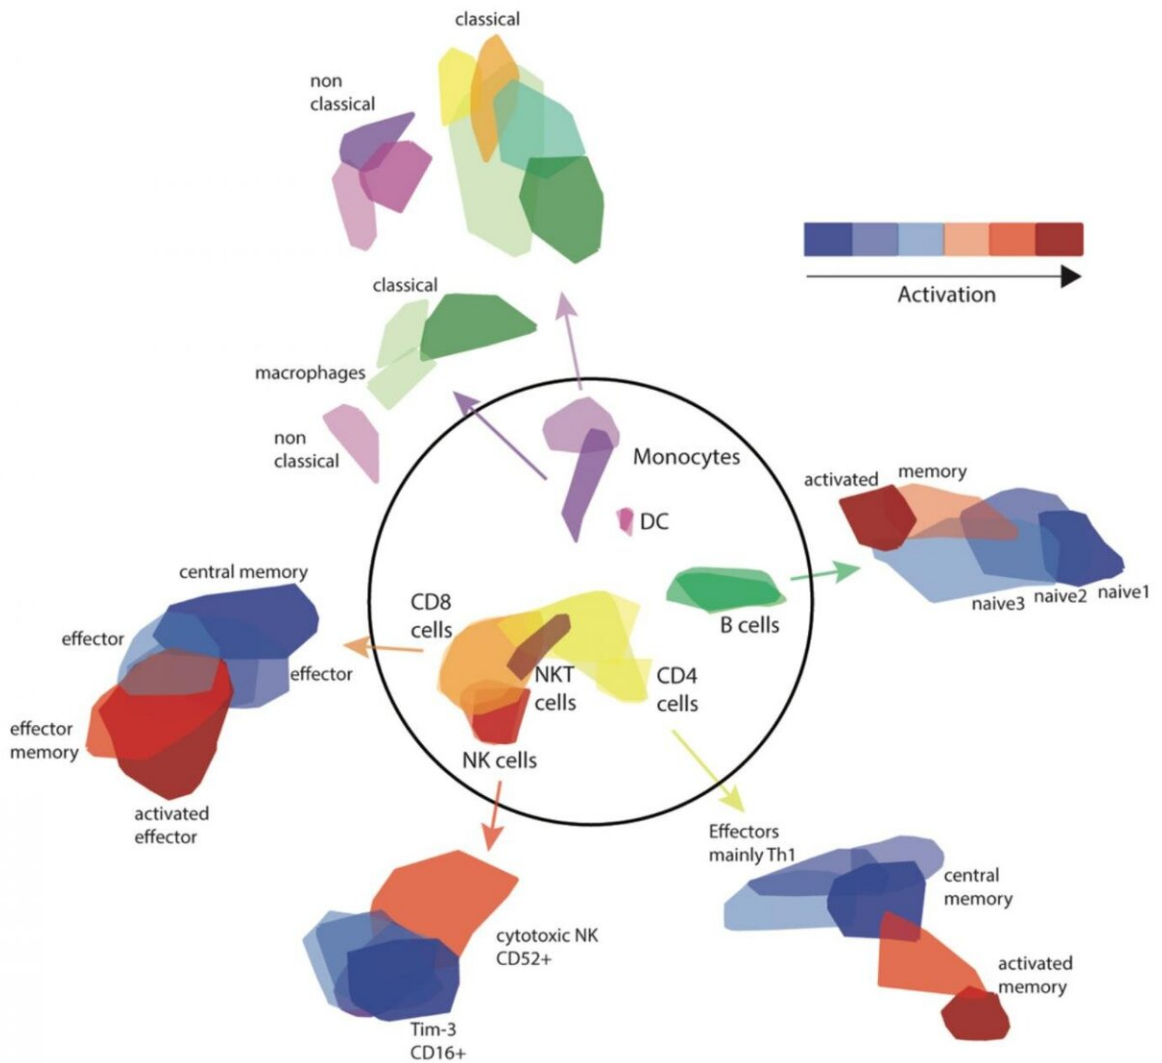 classical
non
classical
Activation
classical
macrophages
non
classical
Monocytes
DC
activated
memory
naive3
naive2
naive1
B cells
central memory
effector
effector
effector
memory
activated
effector
CD8
cells
NKT
cells
CD4
cells
NK cells
Effectors
mainly Th1
central
memory
activated
memory
cytotoxic NK
CD52+
Tim-3
CD16+